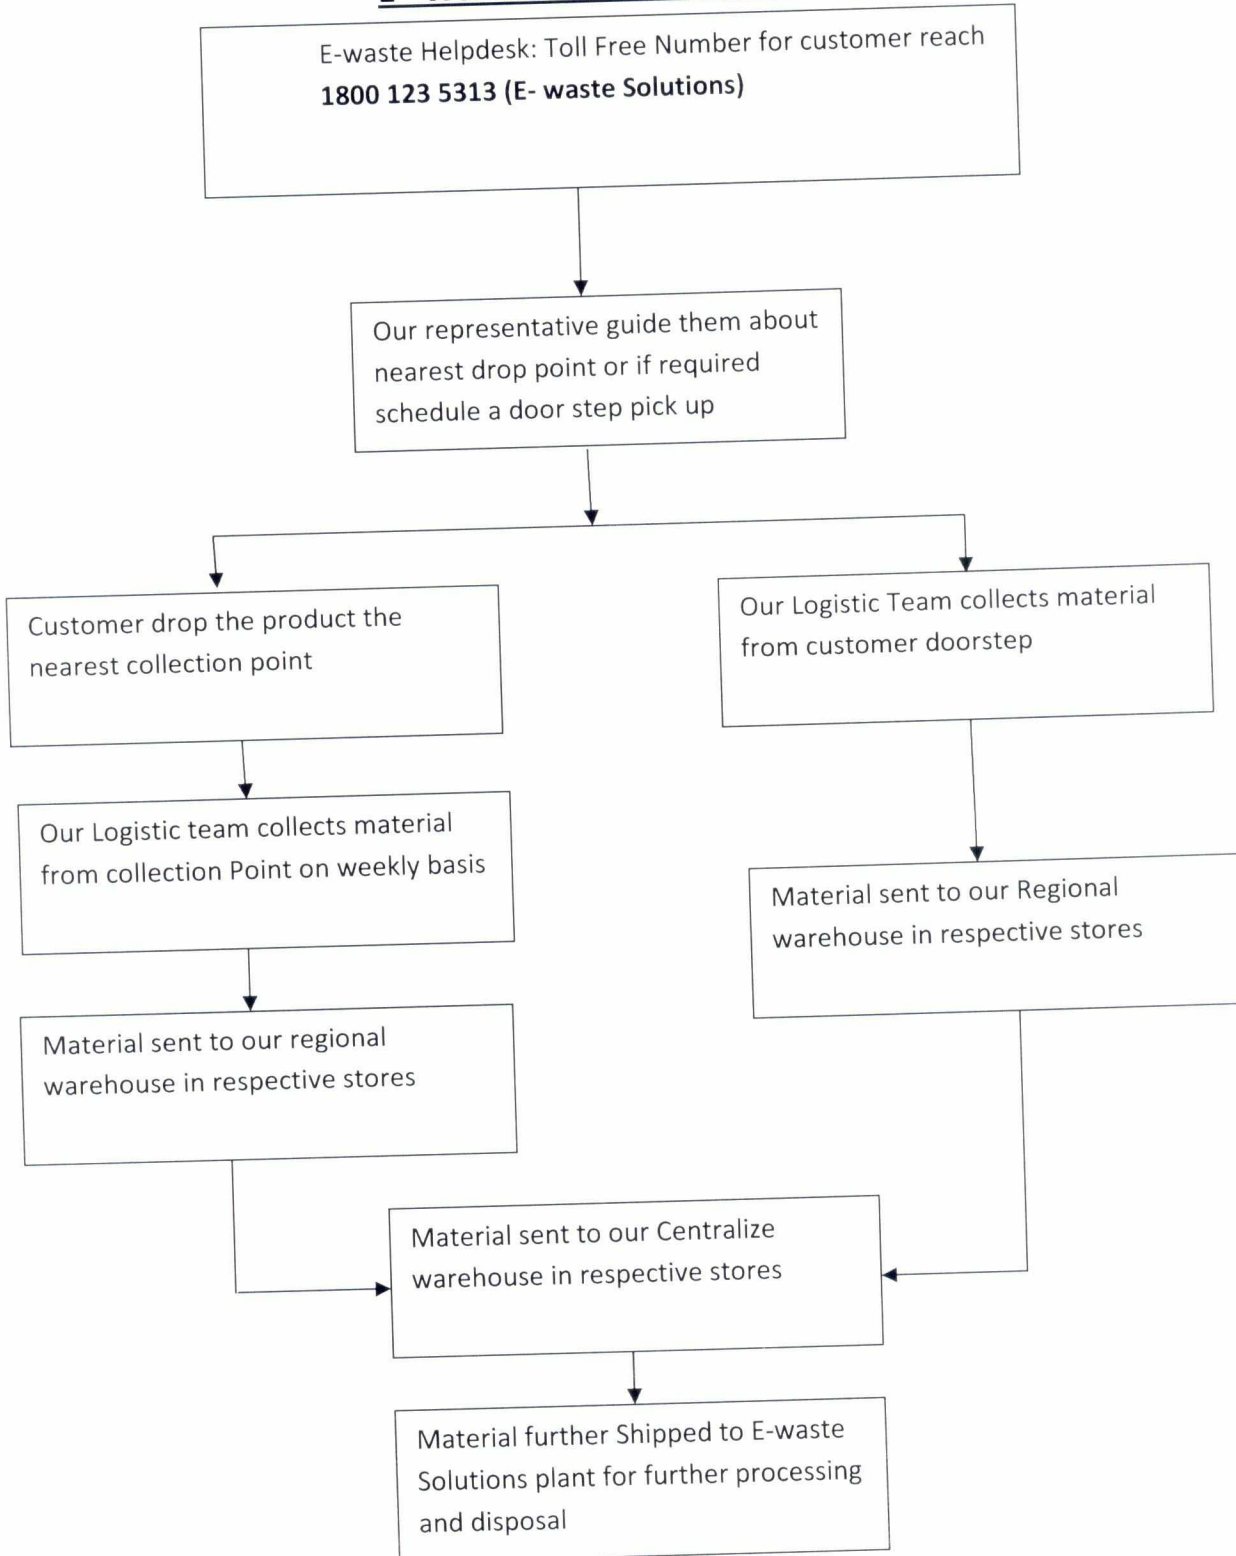 E-waste Helpdesk: Toll Free Number for customer reach
1800 123 5313 (E- waste Solutions)
Our representative guide them about
nearest drop point or if required
schedule a door step pick up
Customer drop the product the
nearest collection point
Our Logistic Team collects material
from customer doorstep
Our Logistic team collects material
from collection Point on weekly basis
Material sent to our Regional
warehouse in respective stores
Material sent to our regional
warehouse in respective stores
Material sent to our Centralize
warehouse in respective stores
Material further Shipped to E-waste
Solutions plant for further processing
and disposal